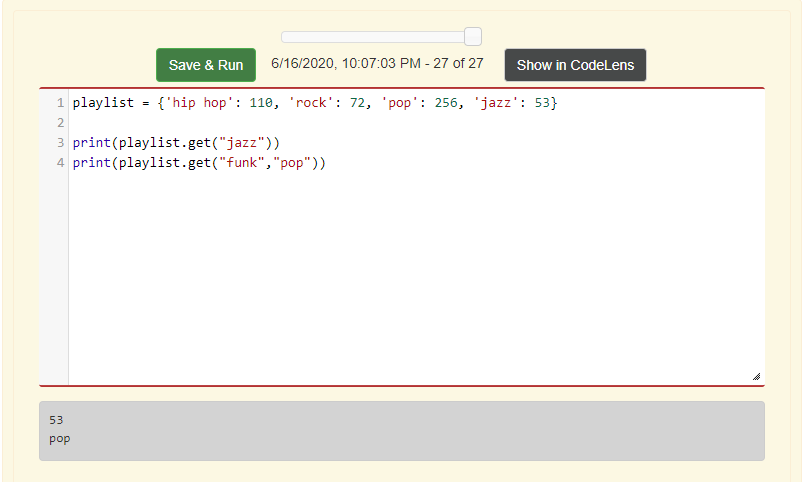 Save & Run 6/16/2020, 10:07:03 PM - 27 of 27 Show in CodeLens
1 playlist = {'hip hop': 110, 'rock': 72, 'pop': 256, 'jazz': 53}
2
3 print(playlist.get("jazz"))
4 print(playlist.get("funk","pop"))
53
pop